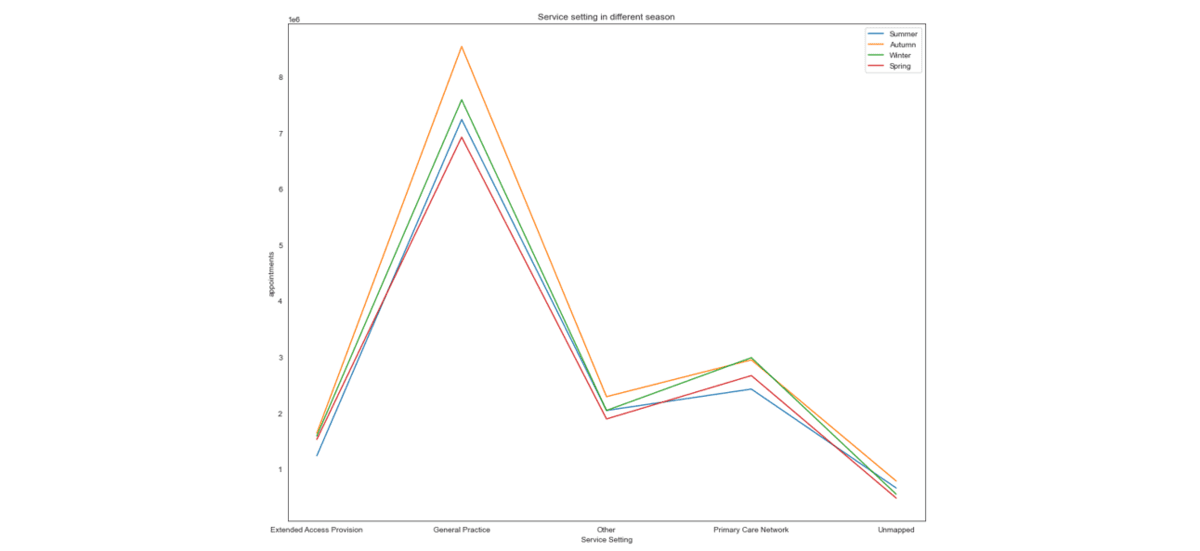 Service setting in different season
1e6
Summer
Autumn
Winter
Spring
8
7
6
5
4
3
2
1
appointments
Extended Access Provision
General Practice
Other
Primary Care Network
Unmapped
Service Setting